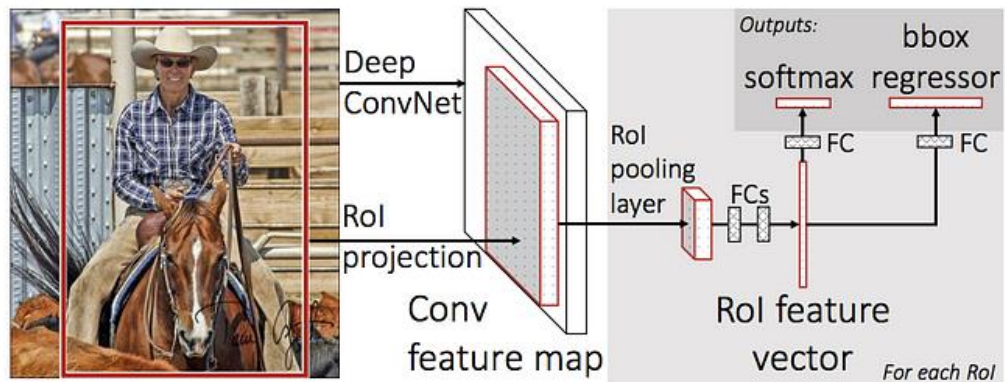 Deep
ConvNet
RoI
projection
Conv
feature map
RoI
pooling
layer
FCs
RoI feature
vector
For each RoI
Outputs:
softmax
bbox
regressor
FC
FC